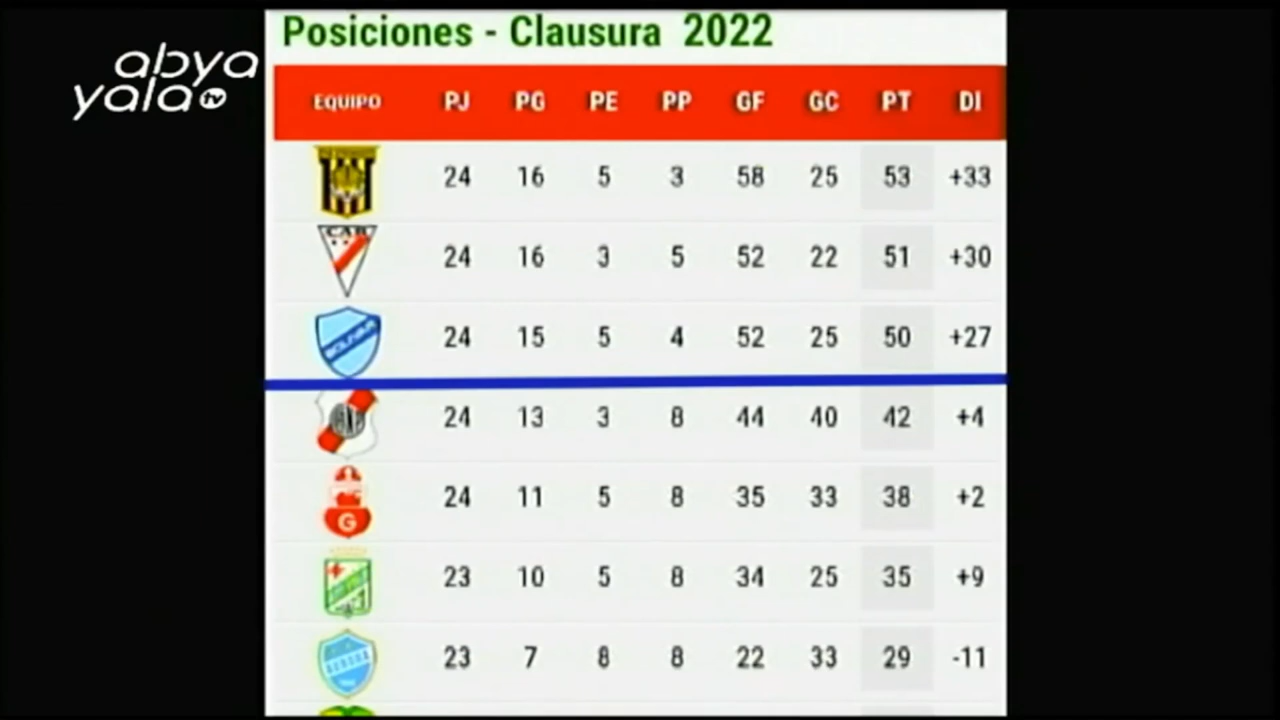 Posiciones - Clausura 2022
abya
yala tv
EQUIPO PJ PG PE PP GF GC PT DI
24 16 5 3 58 25 53 +33
CAR
24 16 3 5 52 22 51 +30
BOLIVAR
24 15 5 4 52 25 50 +27
24 13 3 8 44 40 42 +4
G
24 11 5 8 35 33 38 +2
23 10 5 8 34 25 35 +9
AURORA
23 7 8 8 22 33 29 -11